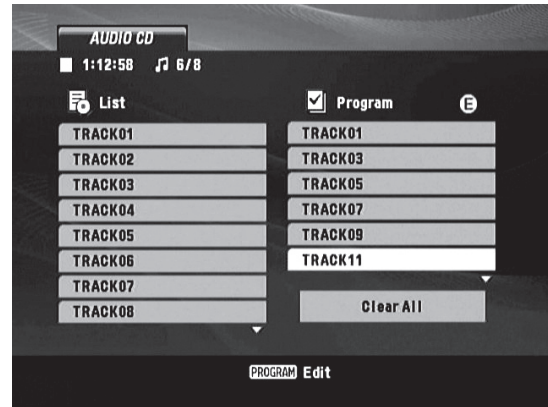 AUDIO CD
1:12:58 6/8
List
TRACK01
TRACK02
TRACK03
TRACK04
TRACK05
TRACK06
TRACK07
TRACK08
Program E
TRACK01
TRACK03
TRACK05
TRACK07
TRACK09
TRACK11
Clear All
PROGRAM Edit